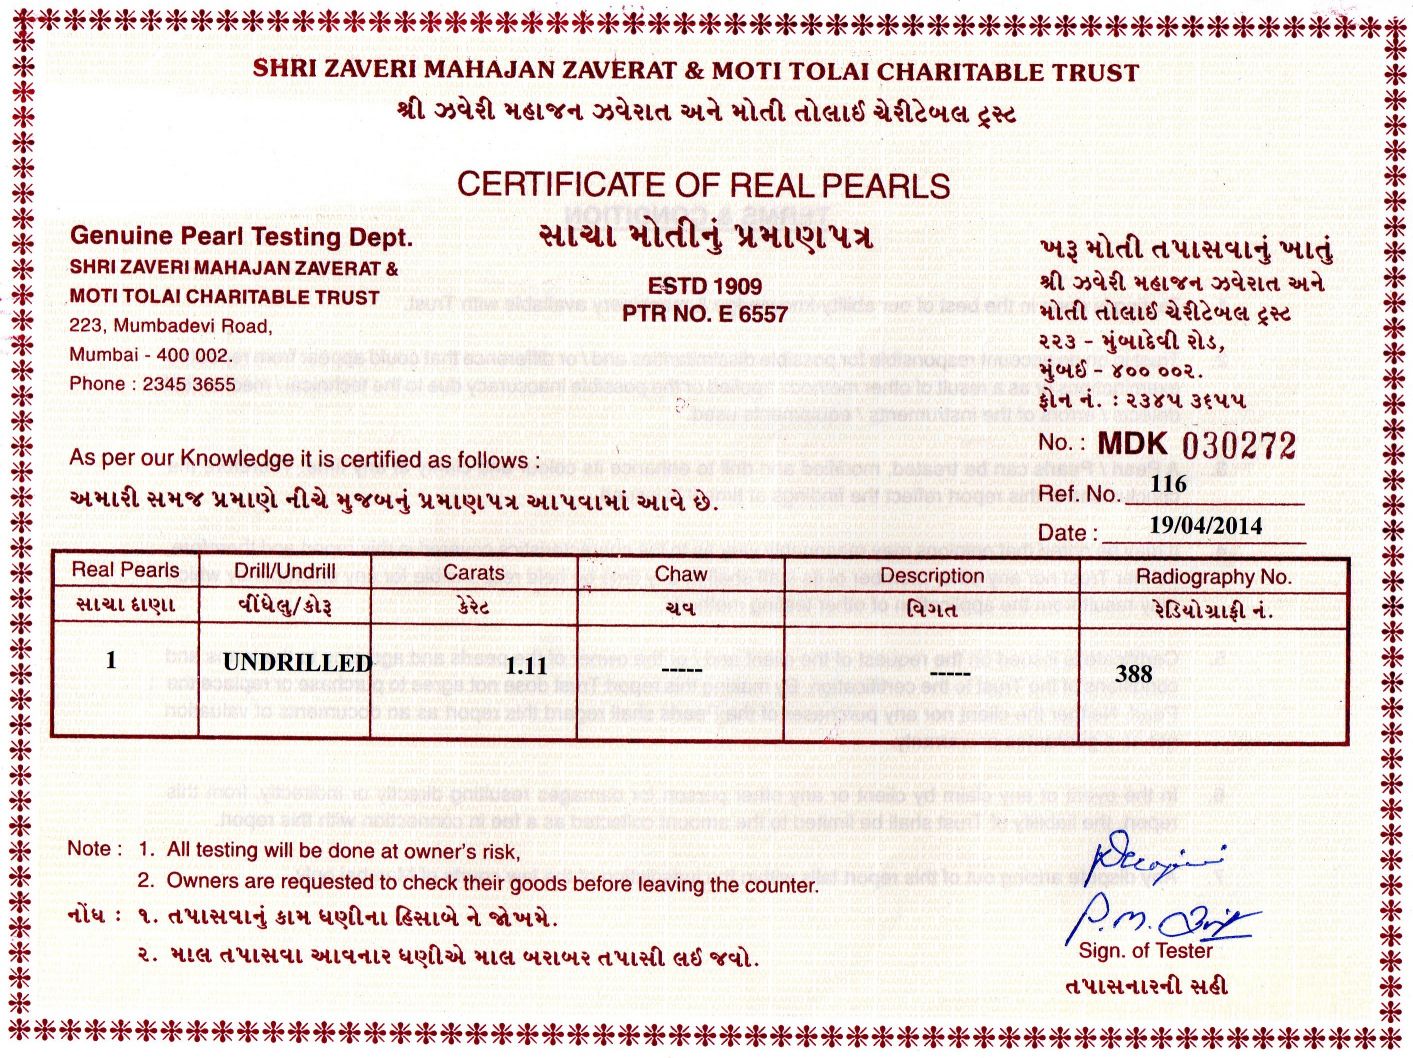 SHRI ZAVERI MAHAJAN ZAVERAT & MOTI TOLAI CHARITABLE TRUST
શ્રી ઝવેરી મહાજન ઝવેરાત અને મોતી તોલાઈ ચેરીટેબલ ટ્રસ્ટ
CERTIFICATE OF REAL PEARLS
સાચા મોતીનું પ્રમાણપત્ર
ESTD 1909
PTR NO. E 6557
Genuine Pearl Testing Dept.
SHRI ZAVERI MAHAJAN ZAVERAT &
MOTI TOLAI CHARITABLE TRUST
223, Mumbadevi Road,
Mumbai - 400 002.
Phone : 2345 3655
ખરૂ મોતી તપાસવાનું ખાતું
શ્રી ઝવેરી મહાજન ઝવેરાત અને
મોતી તોલાઈ ચેરીટેબલ ટ્રસ્ટ
૨૨૩ - મુંબાદેવી રોડ,
મુંબઈ - ૪૦૦ ૦૦૨.
ફોન નં. : ૨૩૪૫ ૩૬૫૫
No. : MDK 030272
Ref. No. 116
Date : 19/04/2014
As per our Knowledge it is certified as follows :
અમારી સમજ પ્રમાણે નીચે મુજબનું પ્રમાણપત્ર આપવામાં આવે છે.
Real Pearls Drill/Undrill Carats Chaw Description Radiography No.
સાચા દાણા વીંધેલુ/કોરૂ કેરેટ ચવ વિગત રેડિયોગ્રાફી નં.
1 UNDRILLED 1.11 ----- ----- 388
Note : 1. All testing will be done at owner's risk,
2. Owners are requested to check their goods before leaving the counter.
નોંધ : ૧. તપાસવાનું કામ ધણીના હિસાબે ને જોખમે.
૨. માલ તપાસવા આવનાર ધણીએ માલ બરાબર તપાસી લઈ જવો.
Sign. of Tester
તપાસનારની સહી